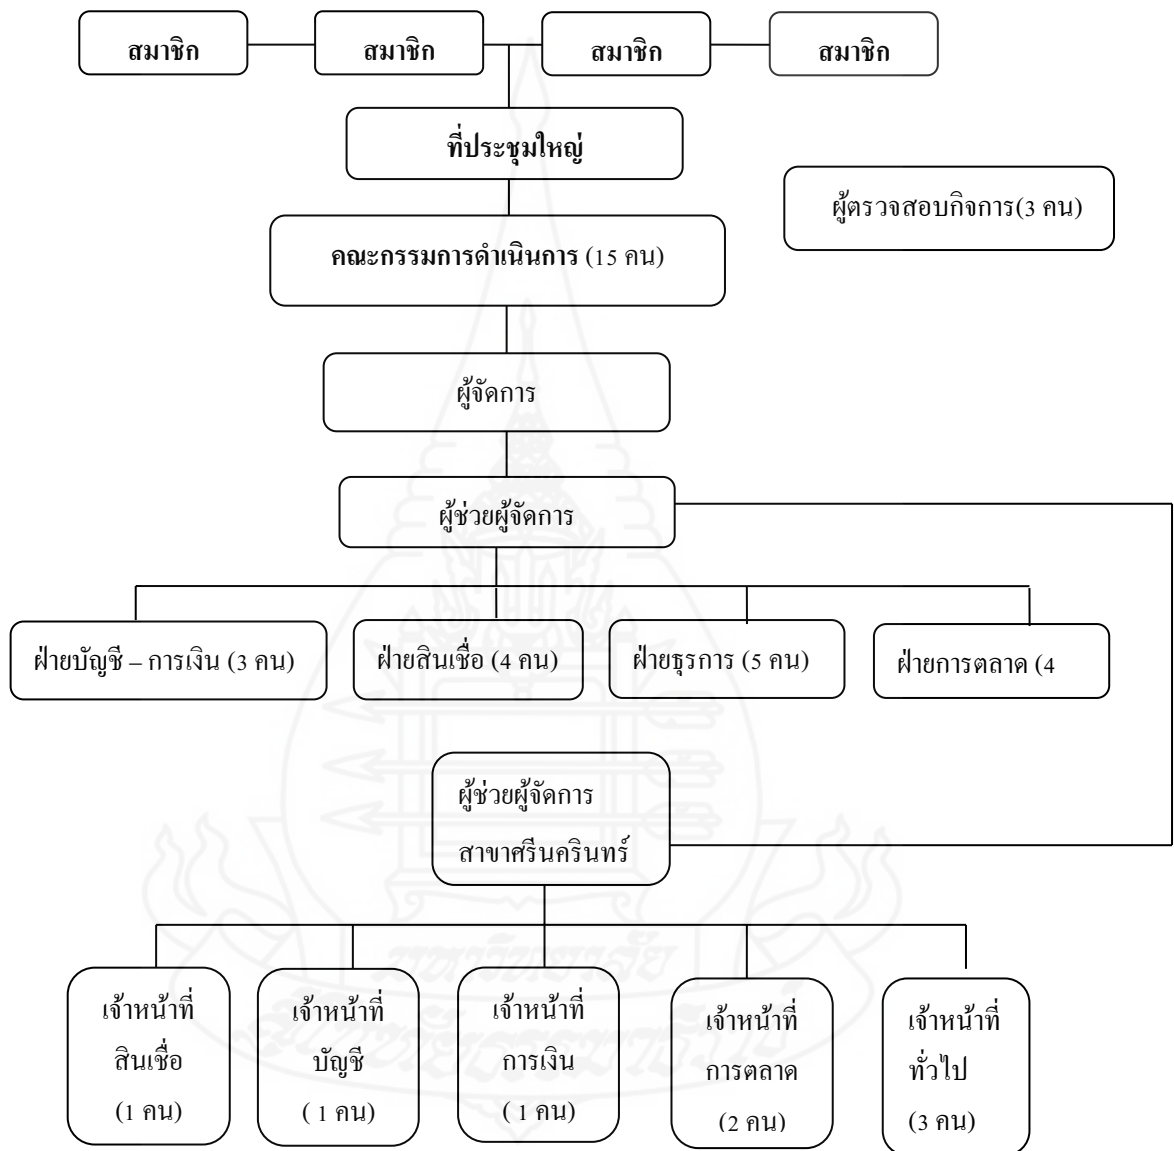 สมาชิก
สมาชิก
สมาชิก
สมาชิก
ที่ประชุมใหญ่
ผู้ตรวจสอบกิจการ(3 คน)
คณะกรรมการดำเนินการ (15 คน)
ผู้จัดการ
ผู้ช่วยผู้จัดการ
ฝ่ายบัญชี – การเงิน (3 คน)
ฝ่ายสินเชื่อ (4 คน)
ฝ่ายธุรการ (5 คน)
ฝ่ายการตลาด (4
ผู้ช่วยผู้จัดการ
สาขาศรีนครินทร์
เจ้าหน้าที่
สินเชื่อ
(1 คน)
เจ้าหน้าที่
บัญชี
( 1 คน)
เจ้าหน้าที่
การเงิน
( 1 คน)
เจ้าหน้าที่
การตลาด
(2 คน)
เจ้าหน้าที่
ทั่วไป
(3 คน)